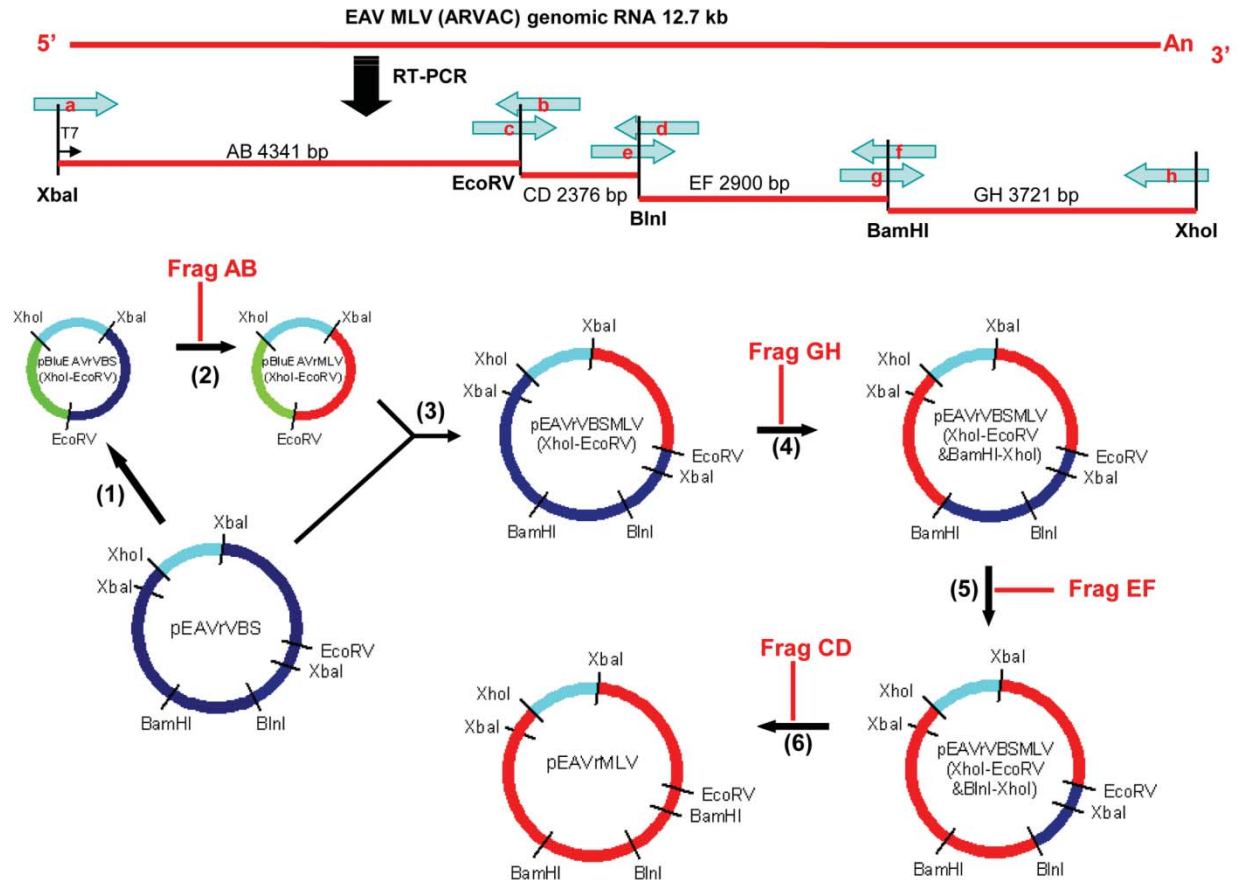 EAV MLV (ARVAC) genomic RNA 12.7 kb
5’
An
3’
RT-PCR
a
b
T7
c
d
AB 4341 bp
e
f
XbaI
EcoRV
CD 2376 bp
EF 2900 bp
g
h
BlnI
GH 3721 bp
BamHI
XhoI
Frag AB
XhoI
XbaI
pBluEAVrVBS
(XhoI-EcoRV)
EcoRV
(2)
XhoI
XbaI
pBluEAVrMLV
(XhoI-EcoRV)
EcoRV
(3)
XbaI
XhoI
XbaI
pEAVrVBSMLV
(XhoI-EcoRV)
EcoRV
XbaI
BamHI
BlnI
Frag GH
(4)
XbaI
XhoI
XbaI
pEAVrVBSMLV
(XhoI-EcoRV
&BamHI-XhoI)
EcoRV
XbaI
BamHI
BlnI
(1)
XbaI
XhoI
XbaI
pEAVrVBS
EcoRV
XbaI
BamHI
BlnI
(5)
Frag EF
XbaI
XhoI
XbaI
pEAVrVBSMLV
(XhoI-EcoRV
&BlnI-XhoI)
EcoRV
XbaI
BamHI
BlnI
Frag CD
(6)
XbaI
XhoI
XbaI
pEAVrMLV
EcoRV
BamHI
BamHI
BlnI